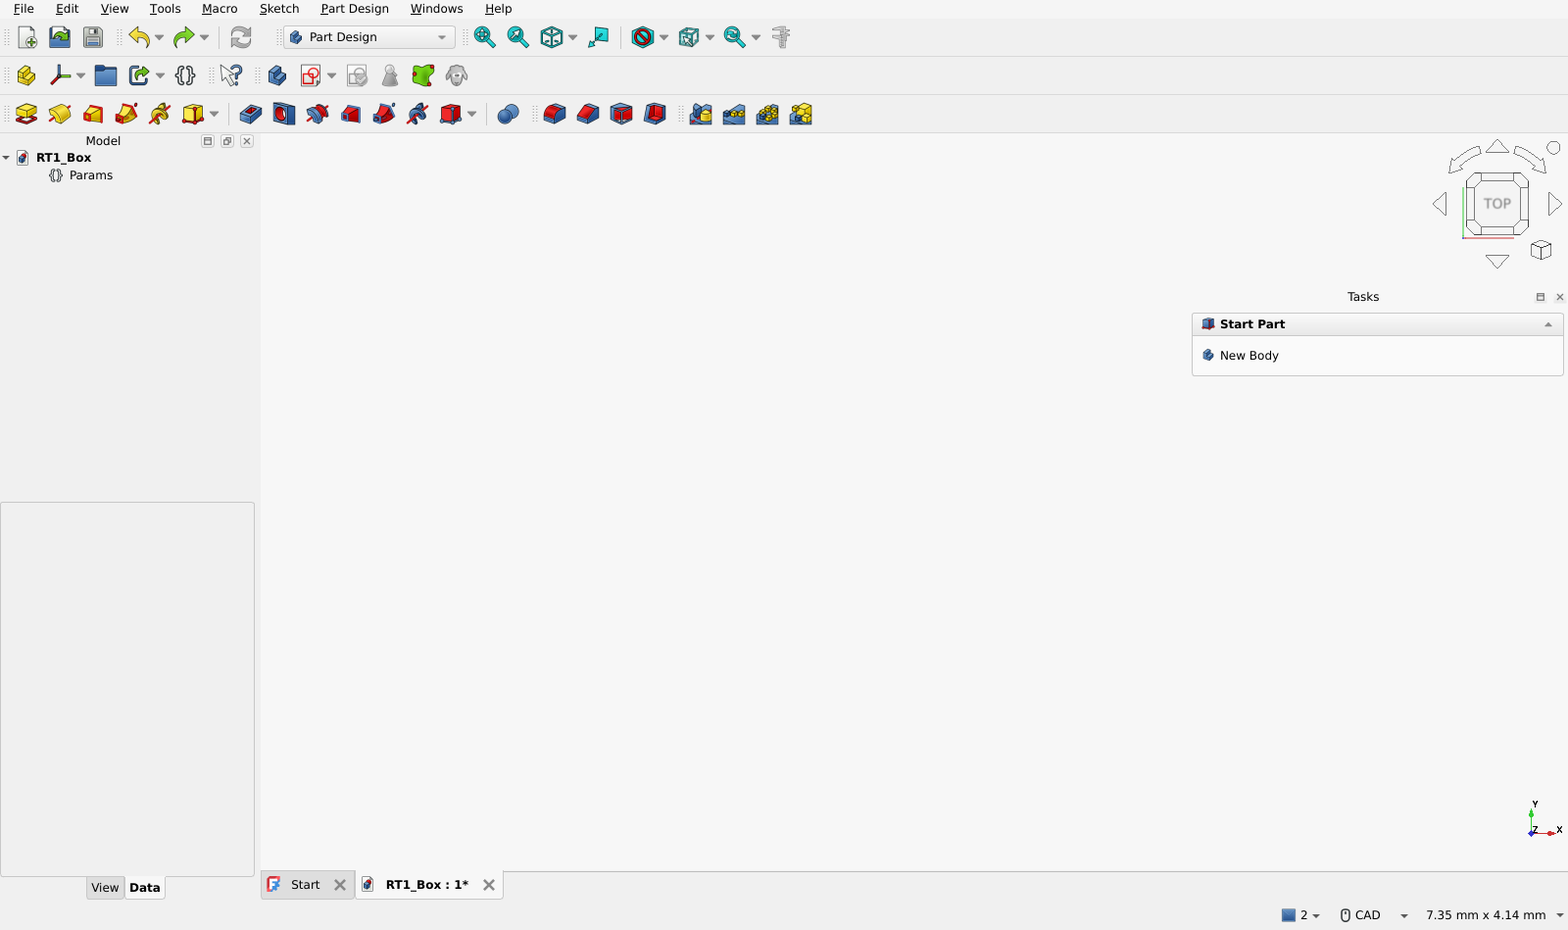 File Edit View Tools Macro Sketch Part Design Windows Help
Part Design
Model
RT1_Box
Params
TOP
Tasks
Start Part
New Body
Y
Z X
View Data
Start RT1_Box : 1*
2 CAD 7.35 mm x 4.14 mm